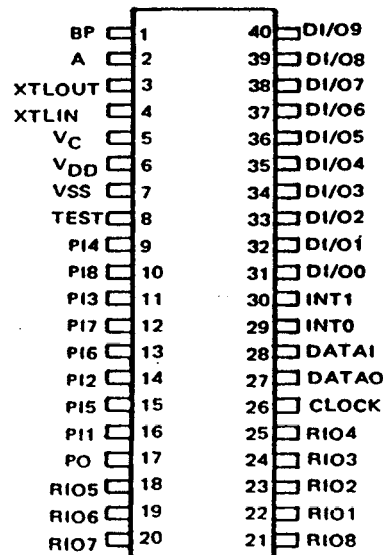 BP 1 40 DI/O9
A 2 39 DI/O8
XTLOUT 3 38 DI/O7
XTLIN 4 37 DI/O6
VC 5 36 DI/O5
VDD 6 35 DI/O4
VSS 7 34 DI/O3
TEST 8 33 DI/O2
PI4 9 32 DI/O1
PI8 10 31 DI/O0
PI3 11 30 INT1
PI7 12 29 INT0
PI6 13 28 DATAI
PI2 14 27 DATAO
PI5 15 26 CLOCK
PI1 16 25 RIO4
PO 17 24 RIO3
RIO5 18 23 RIO2
RIO6 19 22 RIO1
RIO7 20 21 RIO8